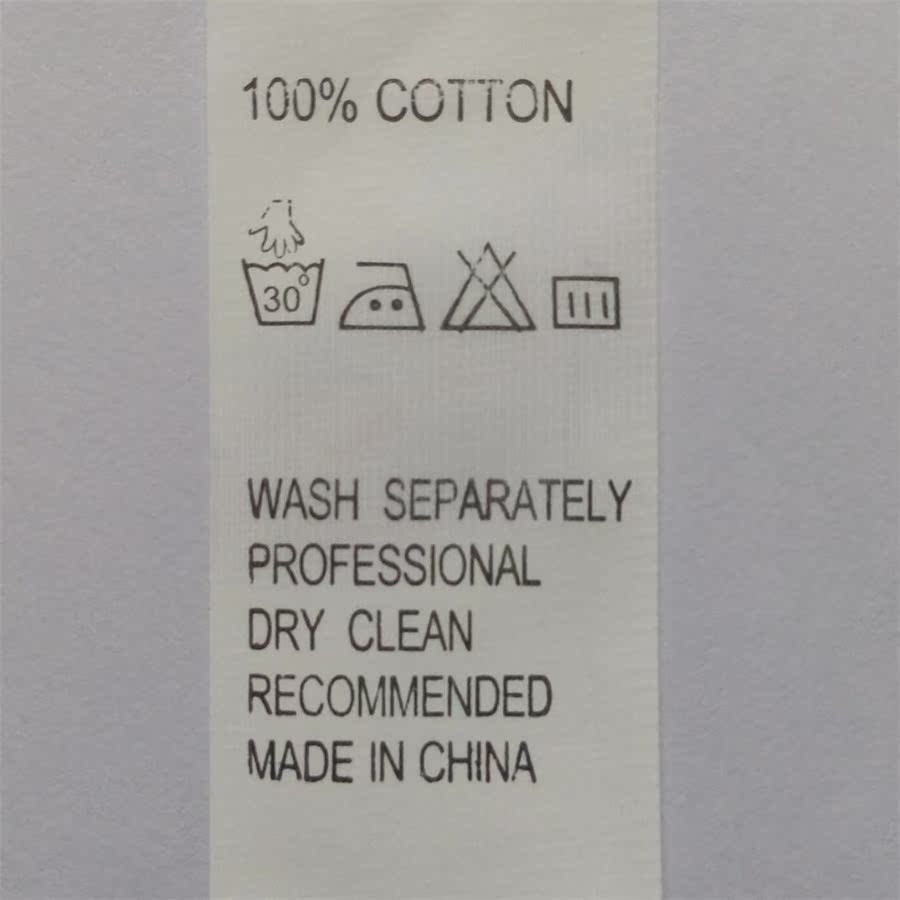 100% COTTON
30°
WASH SEPARATELY
PROFESSIONAL
DRY CLEAN
RECOMMENDED
MADE IN CHINA